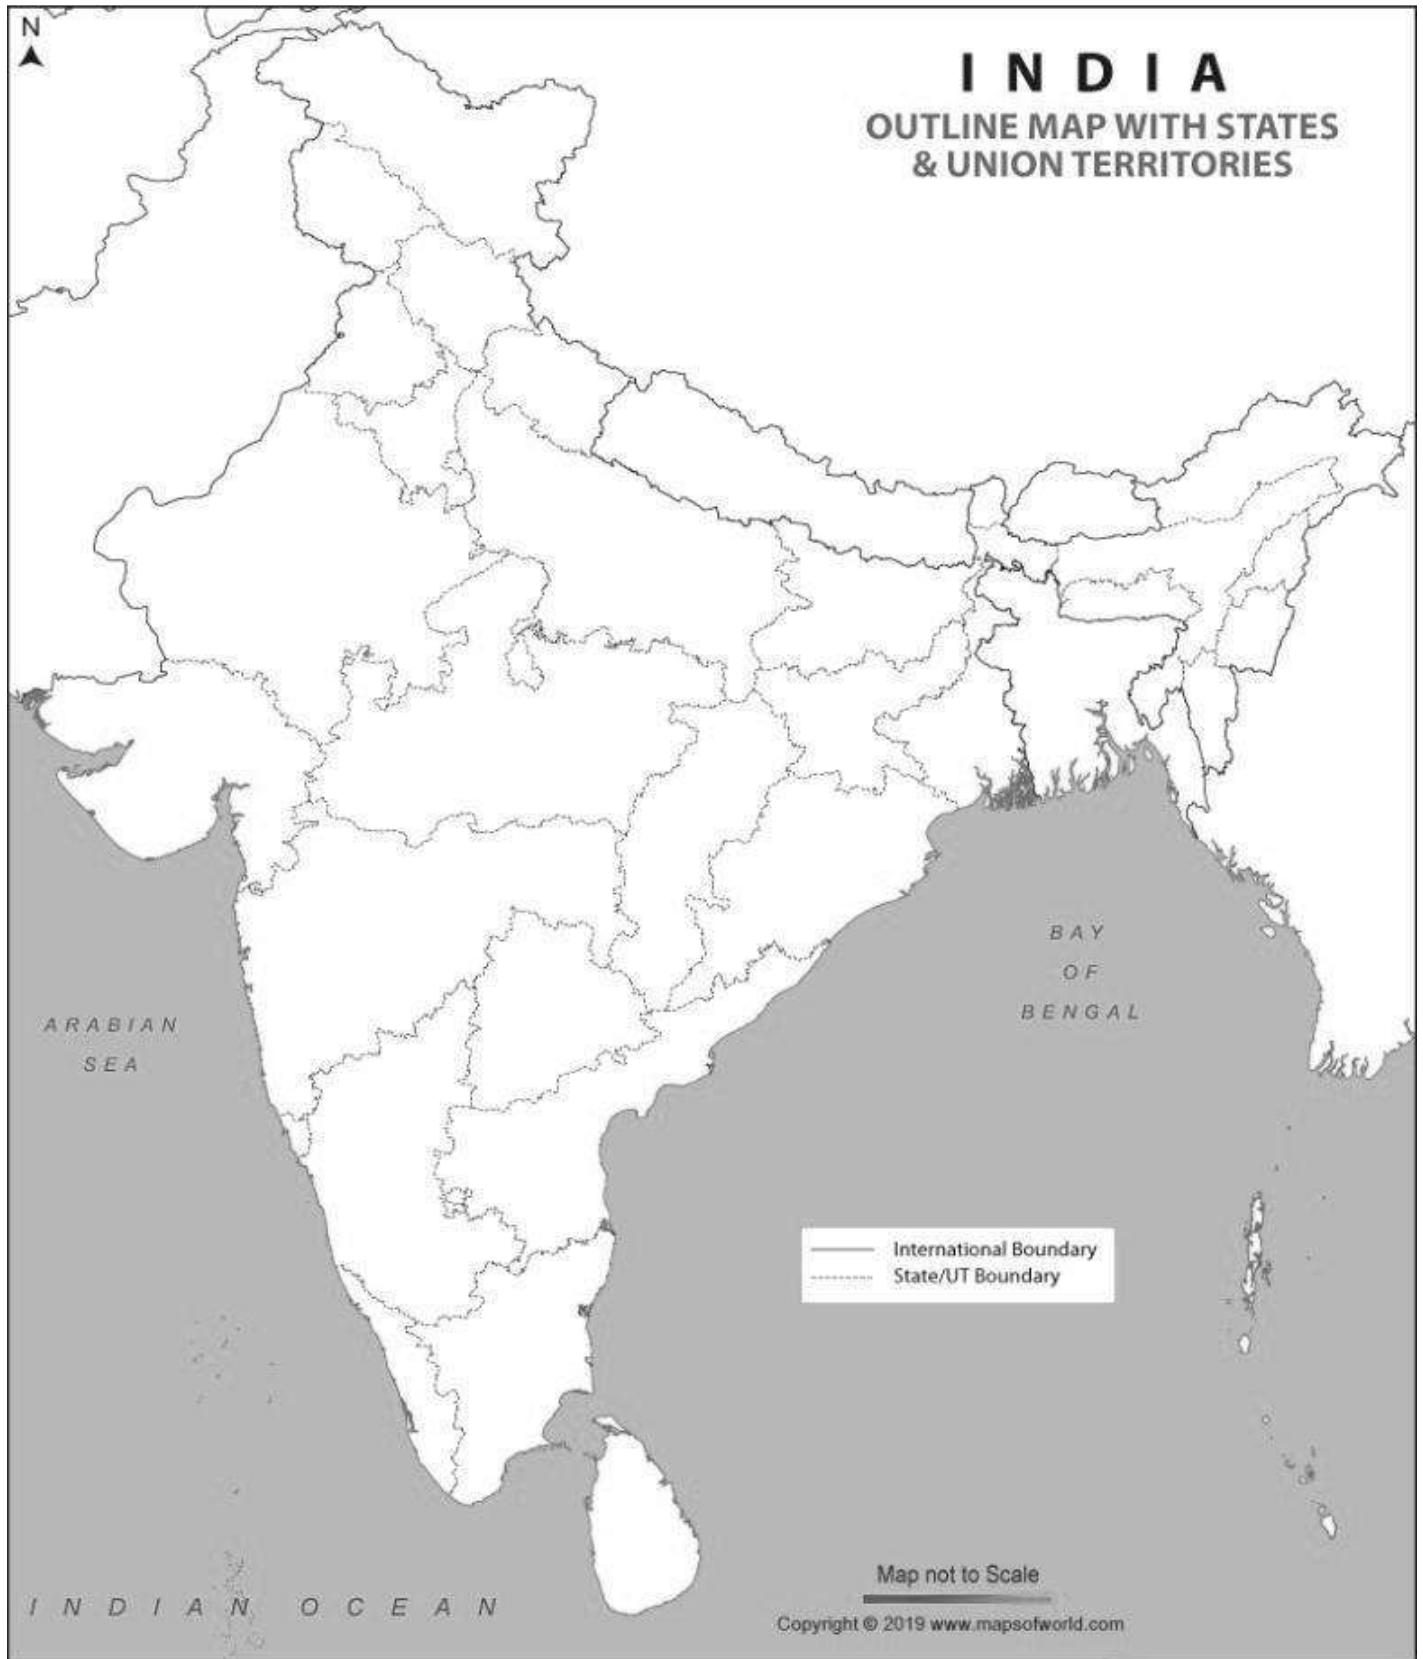 N
INDIA
OUTLINE MAP WITH STATES
& UNION TERRITORIES
BAY
OF
BENGAL
ARABIAN
SEA
International Boundary
State/UT Boundary
Map not to Scale
INDIAN OCEAN
Copyright © 2019 www.mapsofworld.com